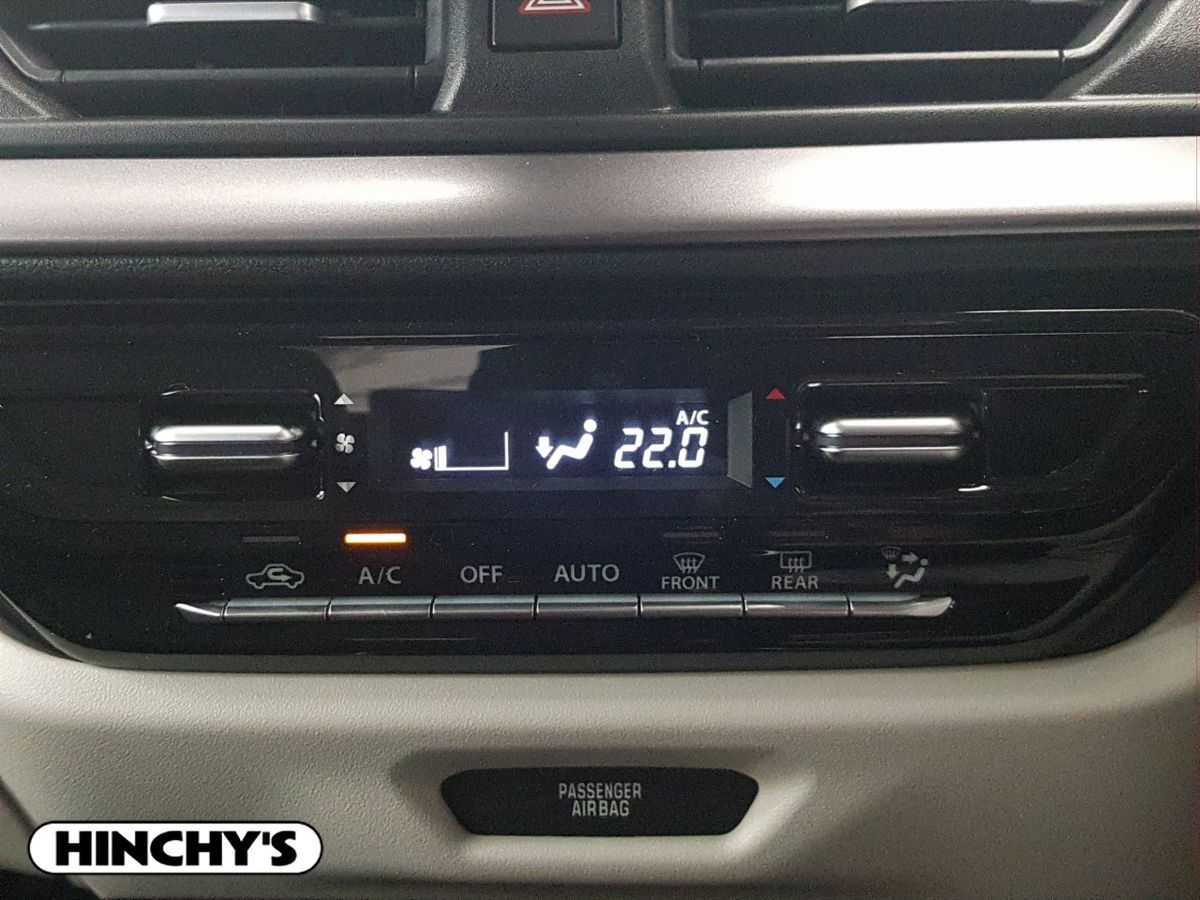 A/C
22.0
A/C OFF AUTO FRONT REAR
PASSENGER
AIRBAG
HINCHY'S